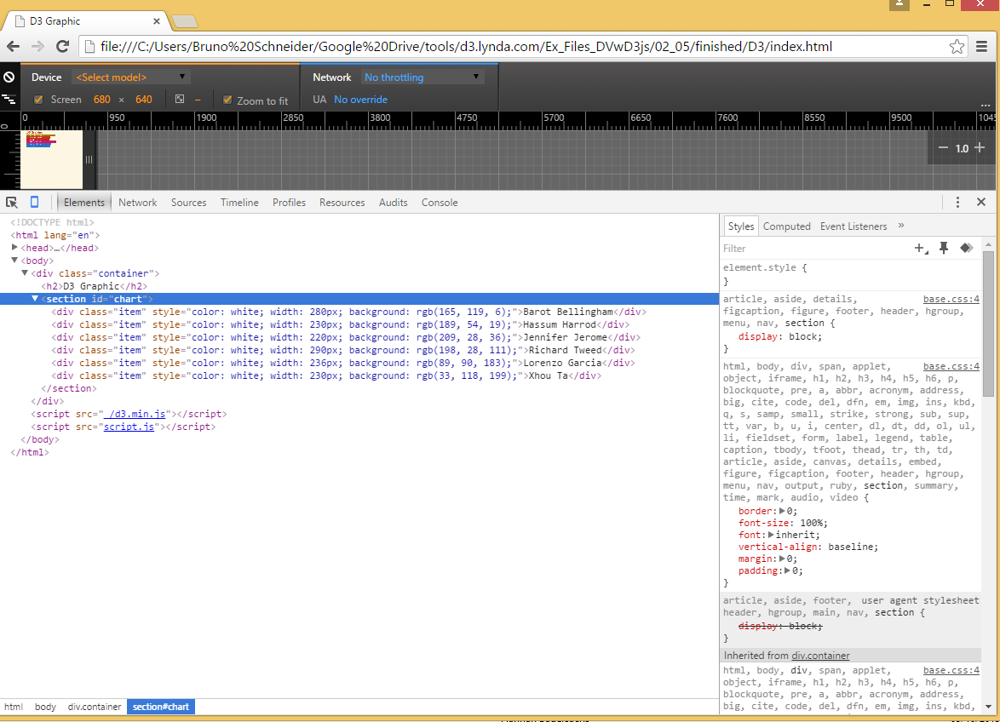 D3 Graphic
file:///C:/Users/Bruno%20Schneider/Google%20Drive/tools/d3.lynda.com/Ex_Files_DVwD3js/02_05/finished/D3/index.html
Device <Select model> ▼ Network No throttling ▼
Screen 680 × 640 – Zoom to fit UA No override
...
0 950 1900 2850 3800 4750 5700 6650 7600 8550 9500 1045
0
− 1.0 +
Elements Network Sources Timeline Profiles Resources Audits Console
<!DOCTYPE html>
<html lang="en">
<head>…</head>
<body>
<div class="container">
<h2>D3 Graphic</h2>
<section id="chart">
<div class="item" style="color: white; width: 280px; background: rgb(165, 119, 6);">Barot Bellingham</div>
<div class="item" style="color: white; width: 230px; background: rgb(189, 54, 19);">Hassum Harrod</div>
<div class="item" style="color: white; width: 220px; background: rgb(209, 28, 36);">Jennifer Jerome</div>
<div class="item" style="color: white; width: 290px; background: rgb(198, 28, 111);">Richard Tweed</div>
<div class="item" style="color: white; width: 236px; background: rgb(89, 90, 183);">Lorenzo Garcia</div>
<div class="item" style="color: white; width: 230px; background: rgb(33, 118, 199);">Xhou Ta</div>
</section>
</div>
<script src="_/d3.min.js"></script>
<script src="script.js"></script>
</body>
</html>
html body div.container section#chart
Styles Computed Event Listeners »
Filter
element.style {
}
article, aside, details, base.css:4
figcaption, figure, footer, header, hgroup,
menu, nav, section {
display: block;
}
html, body, div, span, applet, base.css:4
object, iframe, h1, h2, h3, h4, h5, h6, p,
blockquote, pre, a, abbr, acronym, address,
big, cite, code, del, dfn, em, img, ins, kbd,
q, s, samp, small, strike, strong, sub, sup,
tt, var, b, u, i, center, dl, dt, dd, ol, ul,
li, fieldset, form, label, legend, table,
caption, tbody, tfoot, thead, tr, th, td,
article, aside, canvas, details, embed,
figure, figcaption, footer, header, hgroup,
menu, nav, output, ruby, section, summary,
time, mark, audio, video {
border: 0;
font-size: 100%;
font: inherit;
vertical-align: baseline;
margin: 0;
padding: 0;
}
article, aside, footer, user agent stylesheet
header, hgroup, main, nav, section {
display: block;
}
Inherited from div.container
html, body, div, span, applet, base.css:4
object, iframe, h1, h2, h3, h4, h5, h6, p,
blockquote, pre, a, abbr, acronym, address,
big, cite, code, del, dfn, em, img, ins, kbd,